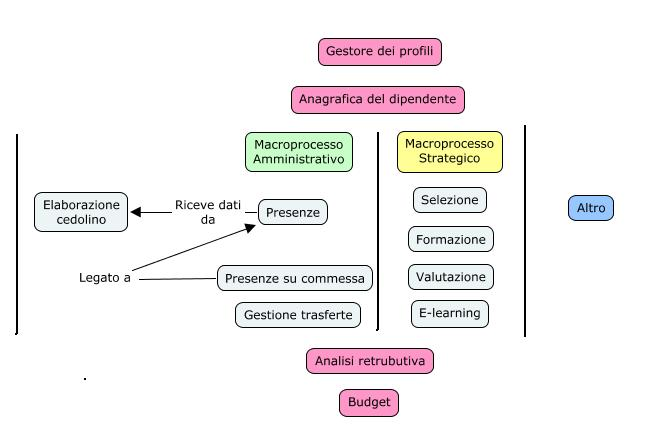 Gestore dei profili
Anagrafica del dipendente
Macroprocesso
Amministrativo
Macroprocesso
Strategico
Elaborazione
cedolino
Riceve dati
da
Presenze
Selezione
Altro
Formazione
Legato a
Presenze su commessa
Valutazione
Gestione trasferte
E-learning
Analisi retrubutiva
Budget